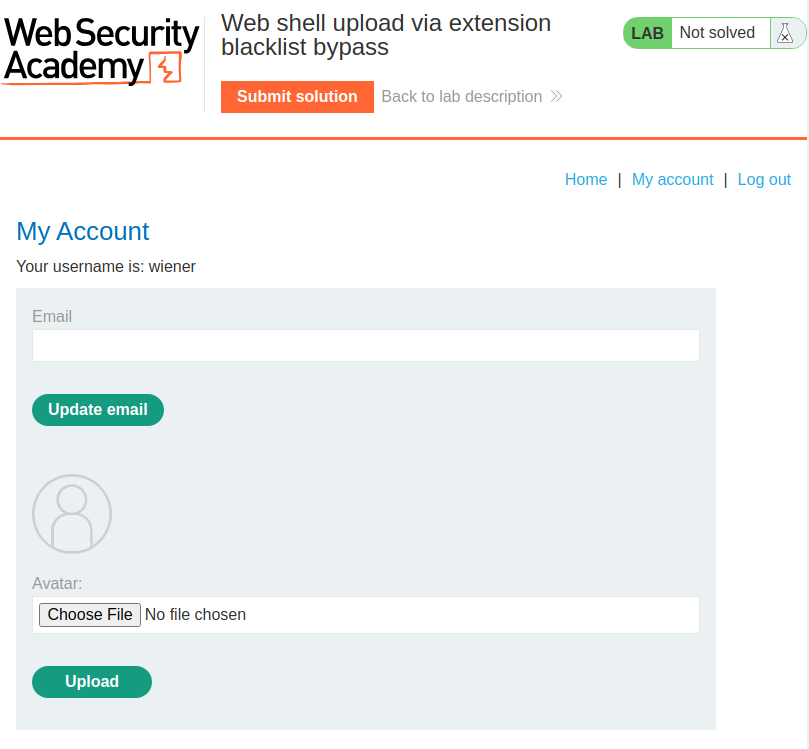 Web Security
Academy
Web shell upload via extension
blacklist bypass
LAB Not solved
Submit solution Back to lab description
Home | My account | Log out
My Account
Your username is: wiener
Email
Update email
Avatar:
Choose File No file chosen
Upload